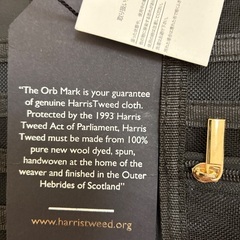 "The Orb Mark is your guarantee
of genuine HarrisTweed cloth.
Protected by the 1993 Harris
Tweed Act of Parliament, Harris
Tweed must be made from 100%
pure new wool dyed, spun,
handwoven at the home of the
weaver and finished in the Outer
Hebrides of Scotland"
www.harristweed.org